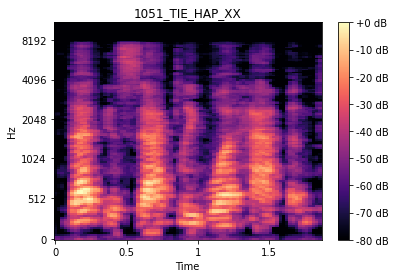 1051_TIE_HAP_XX
+0 dB
8192
-10 dB
4096
-20 dB
-30 dB
2048
Hz
-40 dB
1024
-50 dB
512
-60 dB
-70 dB
0
-80 dB
0
0.5
1
1.5
Time